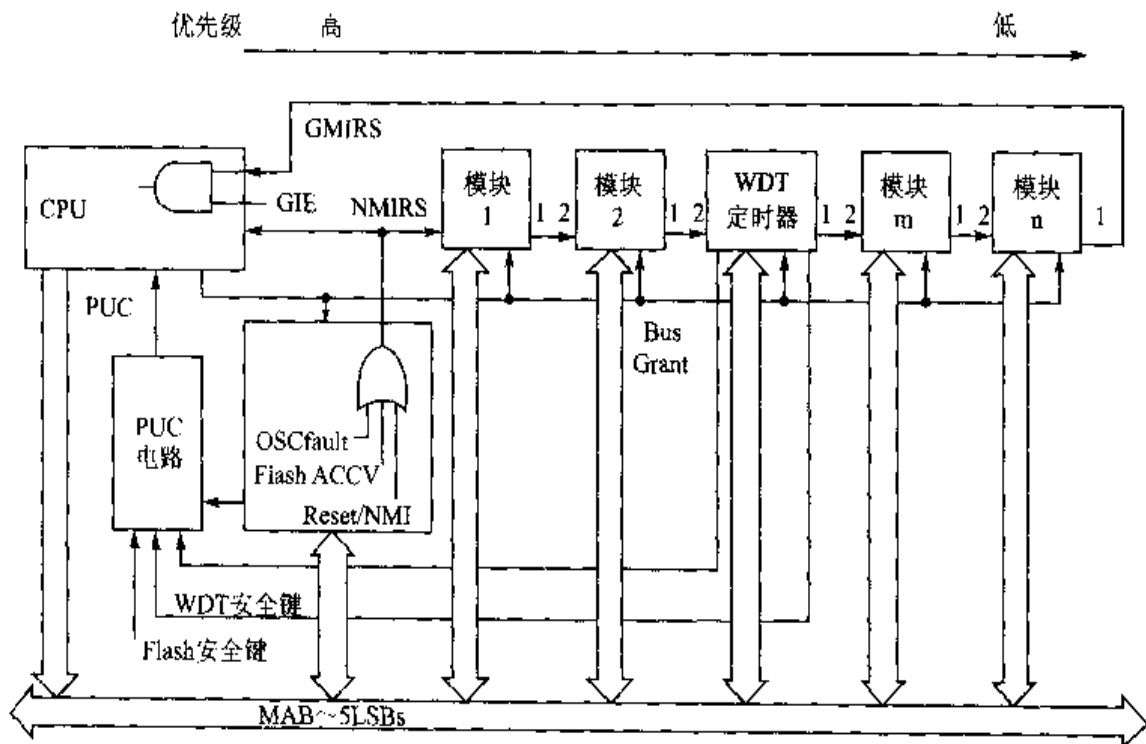 优先级 高 低
GMIRS
CPU
GIE
NMIRS
模块
1
1 2
模块
2
1 2
WDT
定时器
1 2
模块
m
1 2
模块
n
1
PUC
Bus
Grant
PUC
电路
OSCfault
Flash ACCV
Reset/NMI
WDT安全键
Flash安全键
MAB～5LSBs